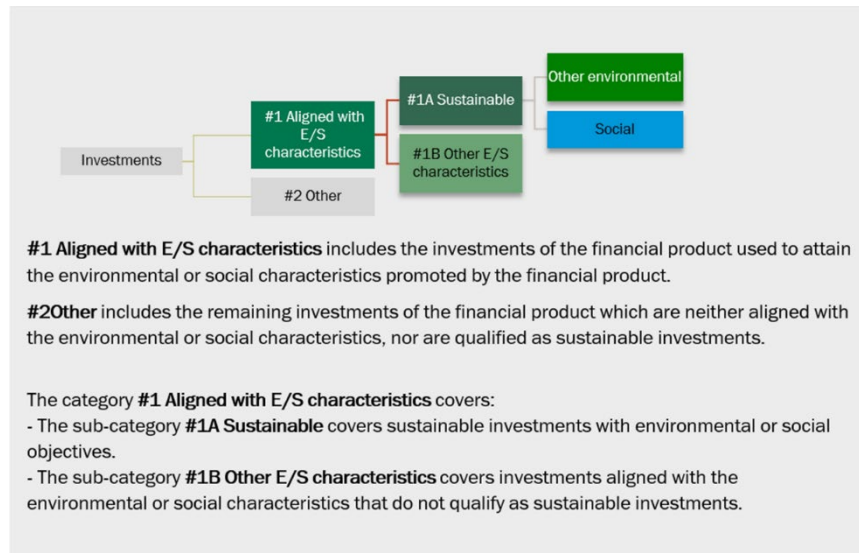 Other environmental
#1A Sustainable
#1 Aligned with
E/S
characteristics
Social
Investments
#1B Other E/S
characteristics
#2 Other
#1 Aligned with E/S characteristics includes the investments of the financial product used to attain
the environmental or social characteristics promoted by the financial product.
#2Other includes the remaining investments of the financial product which are neither aligned with
the environmental or social characteristics, nor are qualified as sustainable investments.
The category #1 Aligned with E/S characteristics covers:
- The sub-category #1A Sustainable covers sustainable investments with environmental or social
objectives.
- The sub-category #1B Other E/S characteristics covers investments aligned with the
environmental or social characteristics that do not qualify as sustainable investments.